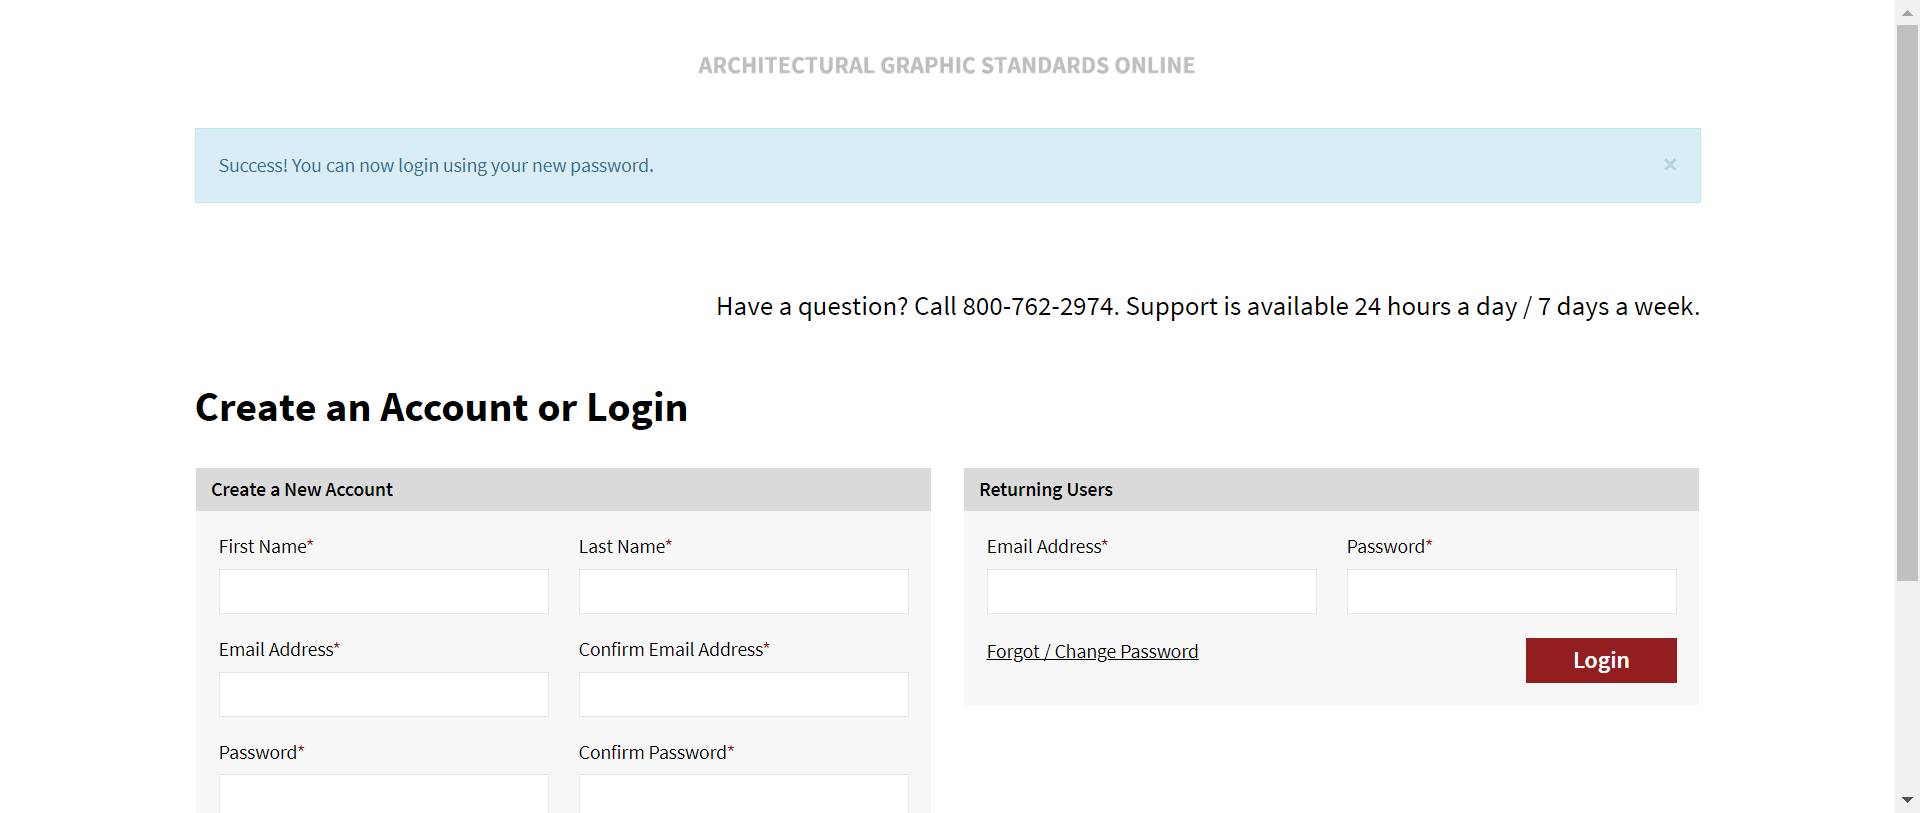 ARCHITECTURAL GRAPHIC STANDARDS ONLINE
Success! You can now login using your new password.
×
Have a question? Call 800-762-2974. Support is available 24 hours a day / 7 days a week.
Create an Account or Login
Create a New Account
First Name*
Last Name*
Email Address*
Confirm Email Address*
Password*
Confirm Password*
Returning Users
Email Address*
Password*
Forgot / Change Password
Login